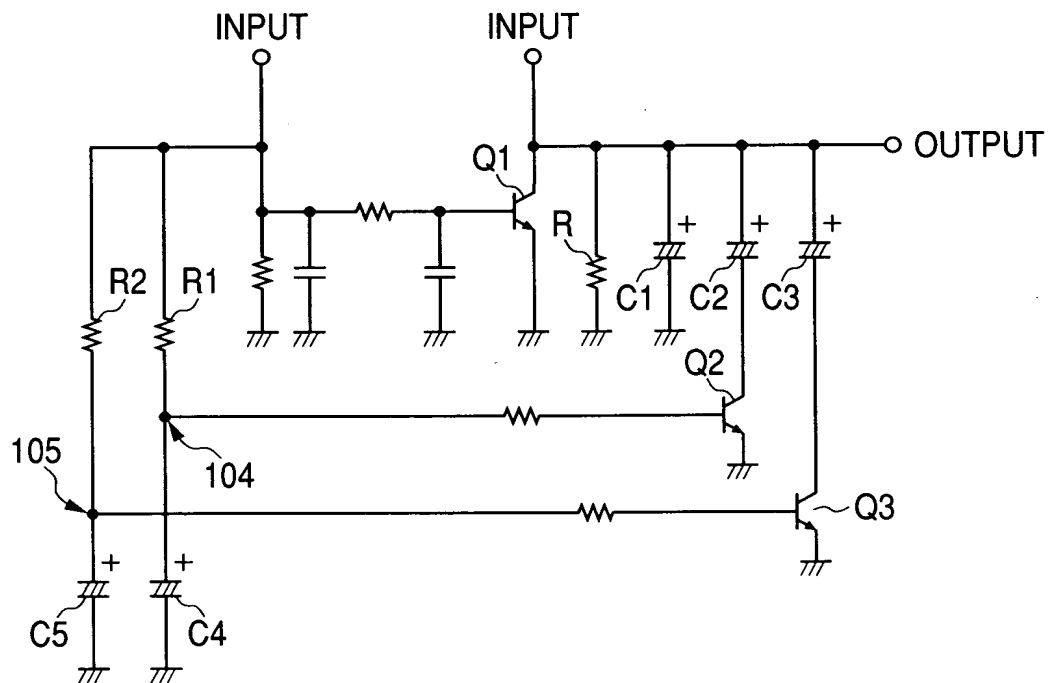 INPUT
INPUT
OUTPUT
Q1
R
+
+
+
C1
C2
C3
R2
R1
Q2
105
104
Q3
+
+
C5
C4